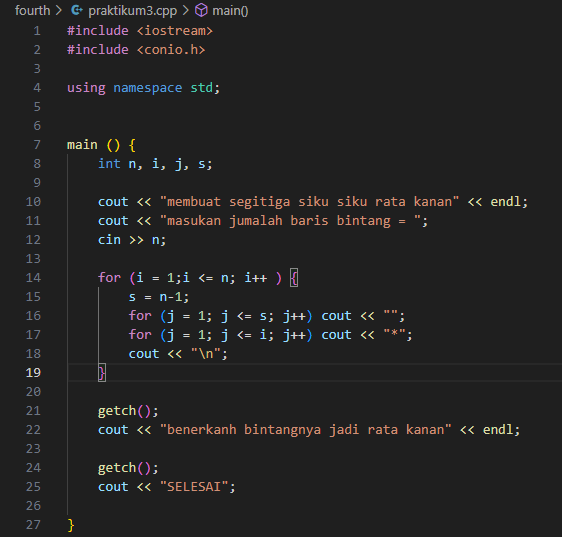 fourth > praktikum3.cpp > main()
1 #include <iostream>
2 #include <conio.h>
3
4 using namespace std;
5
6
7 main () {
8     int n, i, j, s;
9
10     cout << "membuat segitiga siku siku rata kanan" << endl;
11     cout << "masukan jumalah baris bintang = ";
12     cin >> n;
13
14     for (i = 1;i <= n; i++ ) {
15         s = n-1;
16         for (j = 1; j <= s; j++) cout << "";
17         for (j = 1; j <= i; j++) cout << "*";
18         cout << "\n";
19     }
20
21     getch();
22     cout << "benerkanh bintangnya jadi rata kanan" << endl;
23
24     getch();
25     cout << "SELESAI";
26
27 }